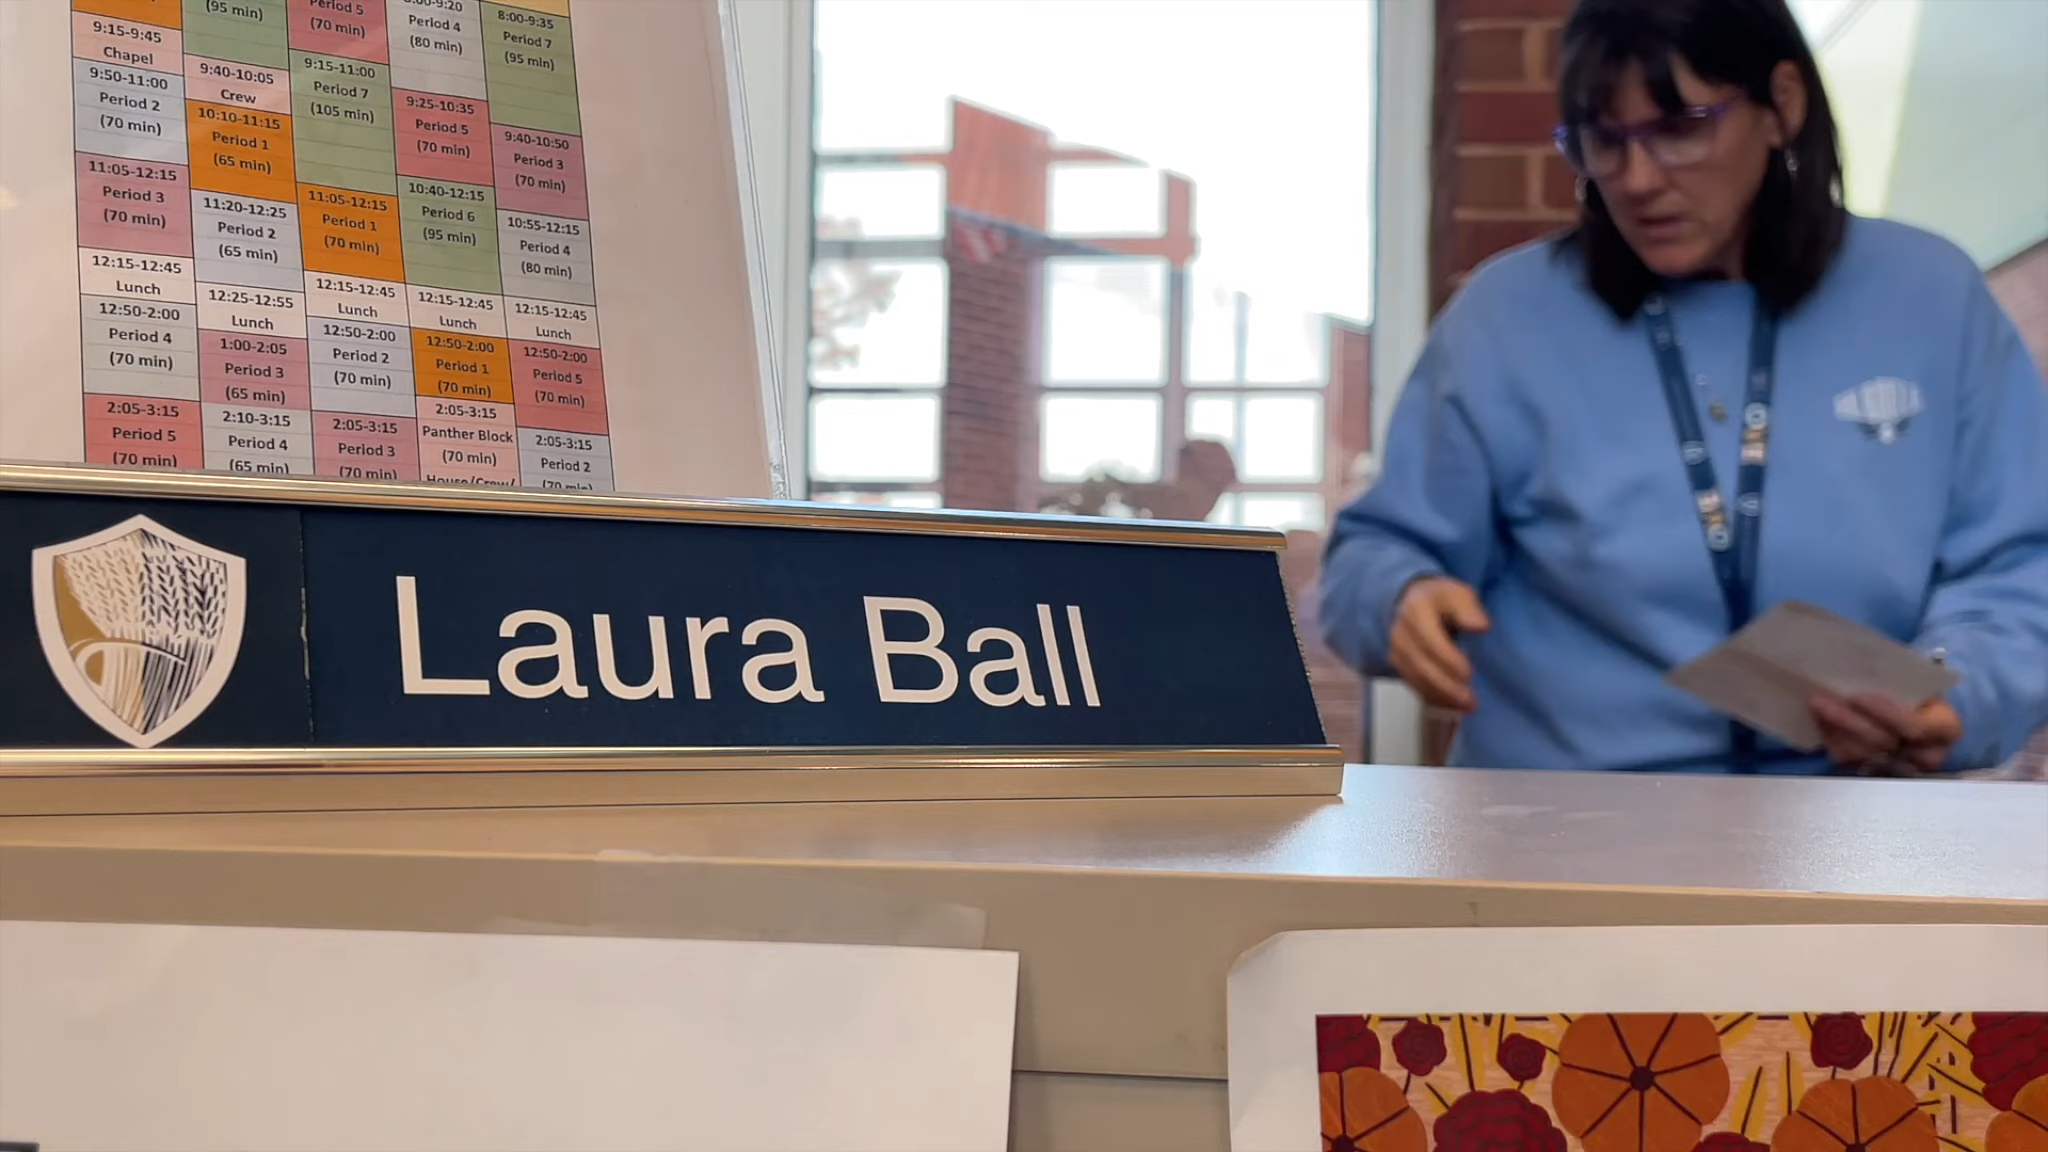 (95 min)
9:15-9:45
Chapel
9:50-11:00
Period 2
(70 min)
11:05-12:15
Period 3
(70 min)
12:15-12:45
Lunch
12:50-2:00
Period 4
(70 min)
2:05-3:15
Period 5
(70 min)
9:40-10:05
Crew
10:10-11:15
Period 1
(65 min)
11:20-12:25
Period 2
(65 min)
12:25-12:55
Lunch
1:00-2:05
Period 3
(65 min)
2:10-3:15
Period 4
(65 min)
Period 5
(70 min)
9:15-11:00
Period 7
(105 min)
11:05-12:15
Period 1
(70 min)
12:15-12:45
Lunch
12:50-2:00
Period 2
(70 min)
2:05-3:15
Period 3
(70 min)
8:00-9:20
Period 4
(80 min)
9:25-10:35
Period 5
(70 min)
10:40-12:15
Period 6
(95 min)
12:15-12:45
Lunch
12:50-2:00
Period 1
(70 min)
2:05-3:15
Panther Block
(70 min)
House/Crew/
8:00-9:35
Period 7
(95 min)
9:40-10:50
Period 3
(70 min)
10:55-12:15
Period 4
(80 min)
12:15-12:45
Lunch
12:50-2:00
Period 5
(70 min)
2:05-3:15
Period 2
(70 min)
Laura Ball